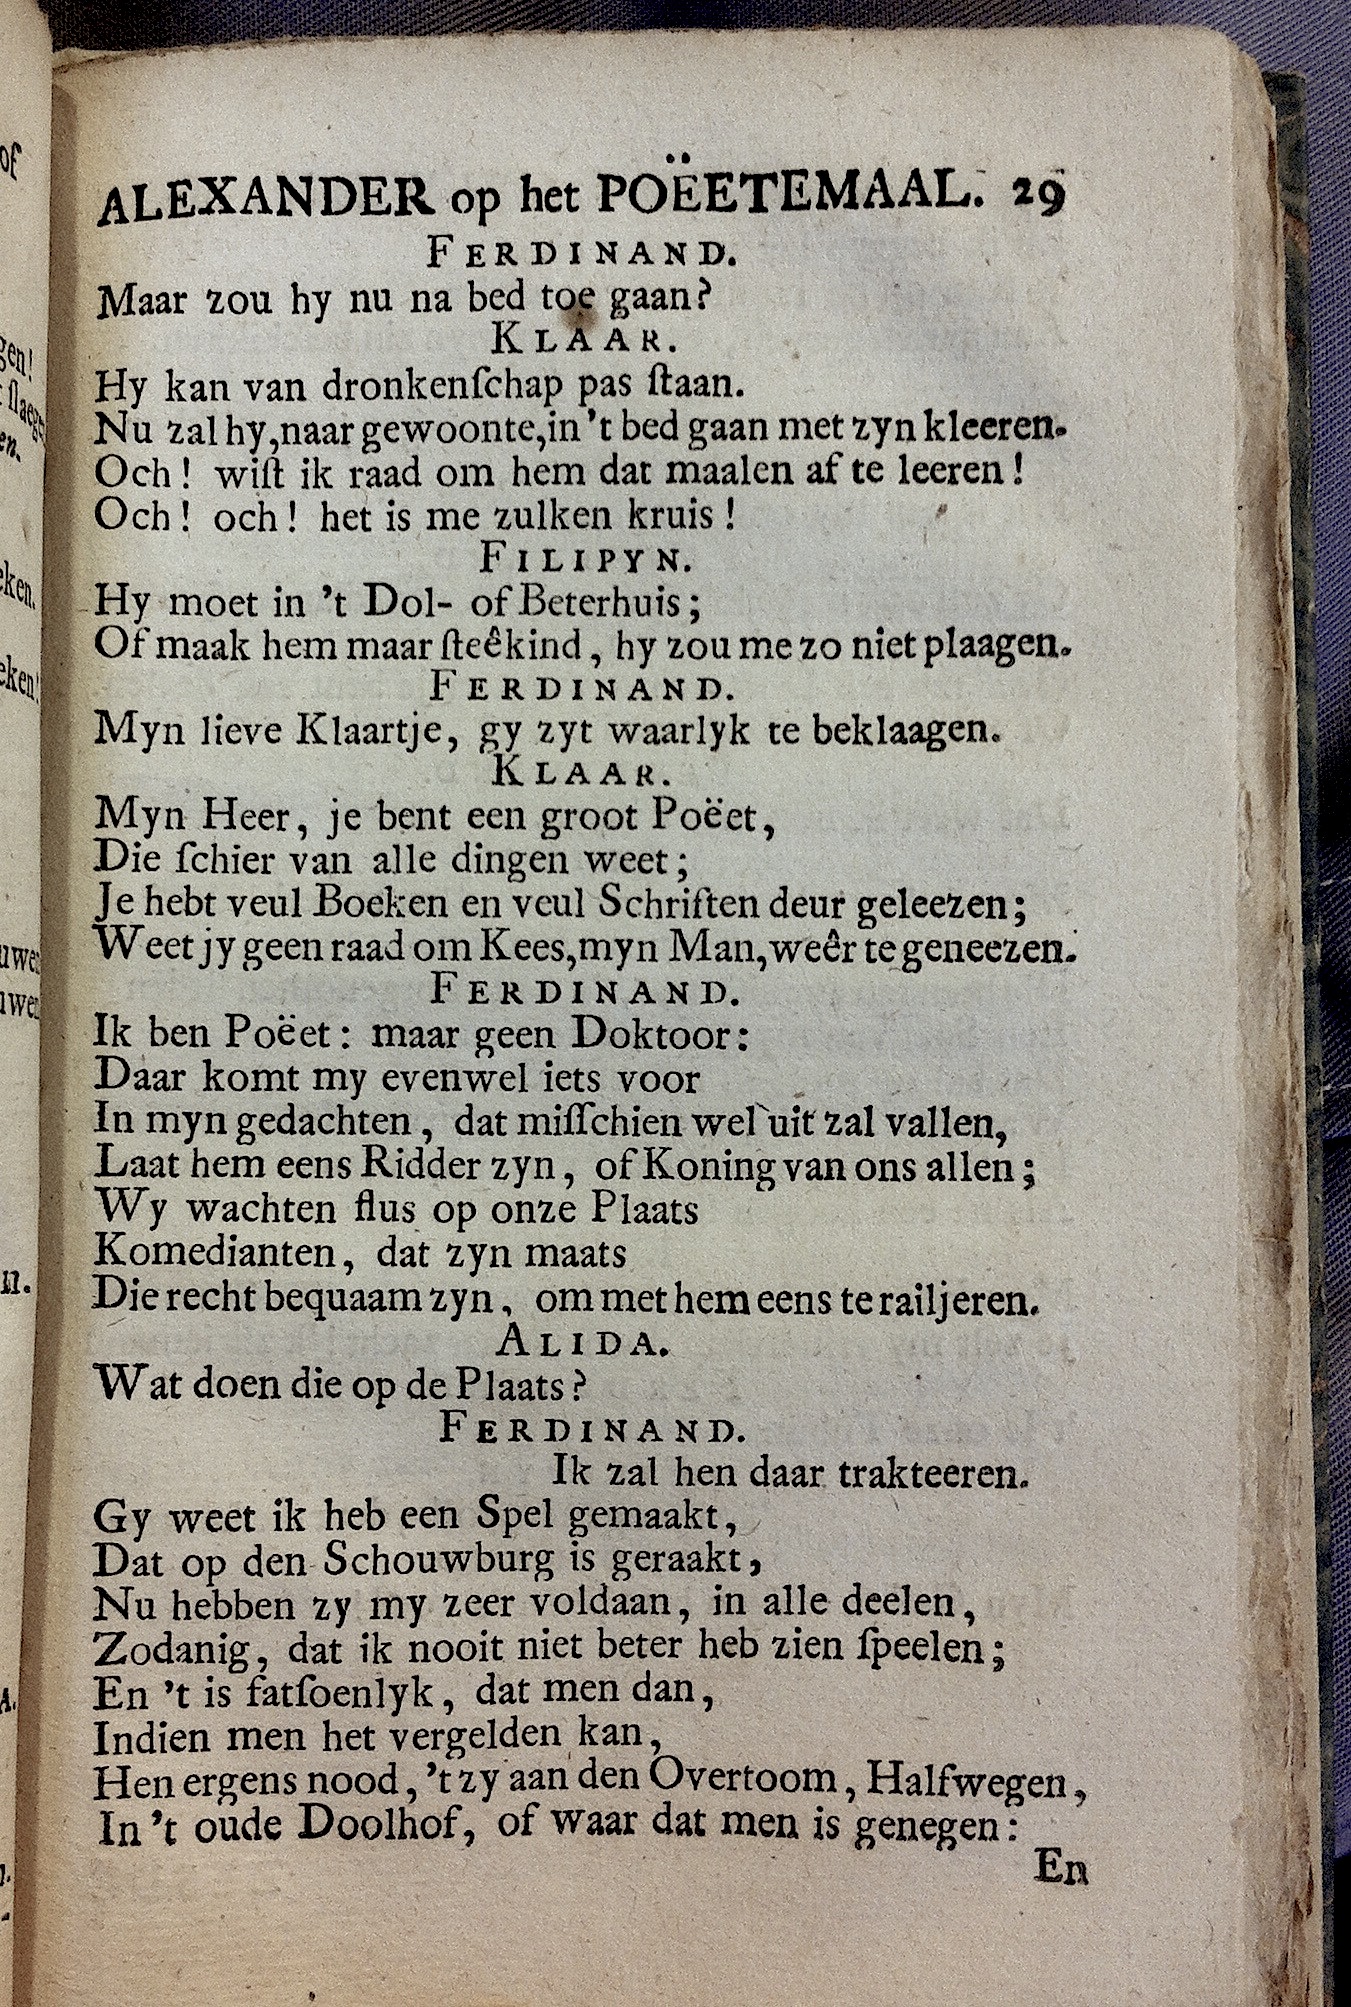 ALEXANDER op het POËETEMAAL. 29
FERDINAND.
Maar zou hy nu na bed toe gaan?
KLAAR.
Hy kan van dronkenſchap pas ſtaan.
Nu zal hy, naar gewoonte, in 't bed gaan met zyn kleeren.
Och! wiſt ik raad om hem dat maalen af te leeren!
Och! och! het is me zulken kruis!
FILIPYN.
Hy moet in 't Dol- of Beterhuis;
Of maak hem maar ſteêkind, hy zou me zo niet plaagen.
FERDINAND.
Myn lieve Klaartje, gy zyt waarlyk te beklaagen.
KLAAR.
Myn Heer, je bent een groot Poëet,
Die ſchier van alle dingen weet;
Je hebt veul Boeken en veul Schriften deur geleezen;
Weet jy geen raad om Kees, myn Man, weêr te geneezen.
FERDINAND.
Ik ben Poëet: maar geen Doktoor:
Daar komt my evenwel iets voor
In myn gedachten, dat miſſchien wel uit zal vallen,
Laat hem eens Ridder zyn, of Koning van ons allen;
Wy wachten flus op onze Plaats
Komedianten, dat zyn maats
Die recht bequaam zyn, om met hem eens te railjeren.
ALIDA.
Wat doen die op de Plaats?
FERDINAND.
Ik zal hen daar trakteeren.
Gy weet ik heb een Spel gemaakt,
Dat op den Schouwburg is geraakt,
Nu hebben zy my zeer voldaan, in alle deelen,
Zodanig, dat ik nooit niet beter heb zien ſpeelen;
En 't is fatſoenlyk, dat men dan,
Indien men het vergelden kan,
Hen ergens nood, 't zy aan den Overtoom, Halfwegen,
In 't oude Doolhof, of waar dat men is genegen:
En